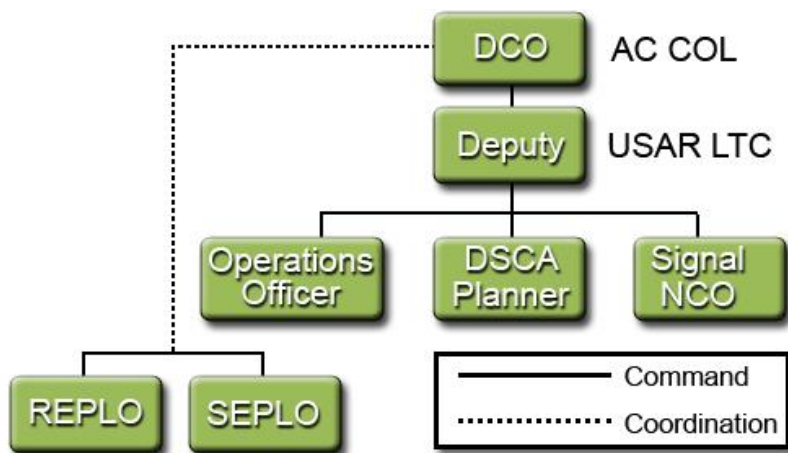 DCO
AC COL
Deputy
USAR LTC
Operations
Officer
DSCA
Planner
Signal
NCO
REPLO
SEPLO
Command
Coordination